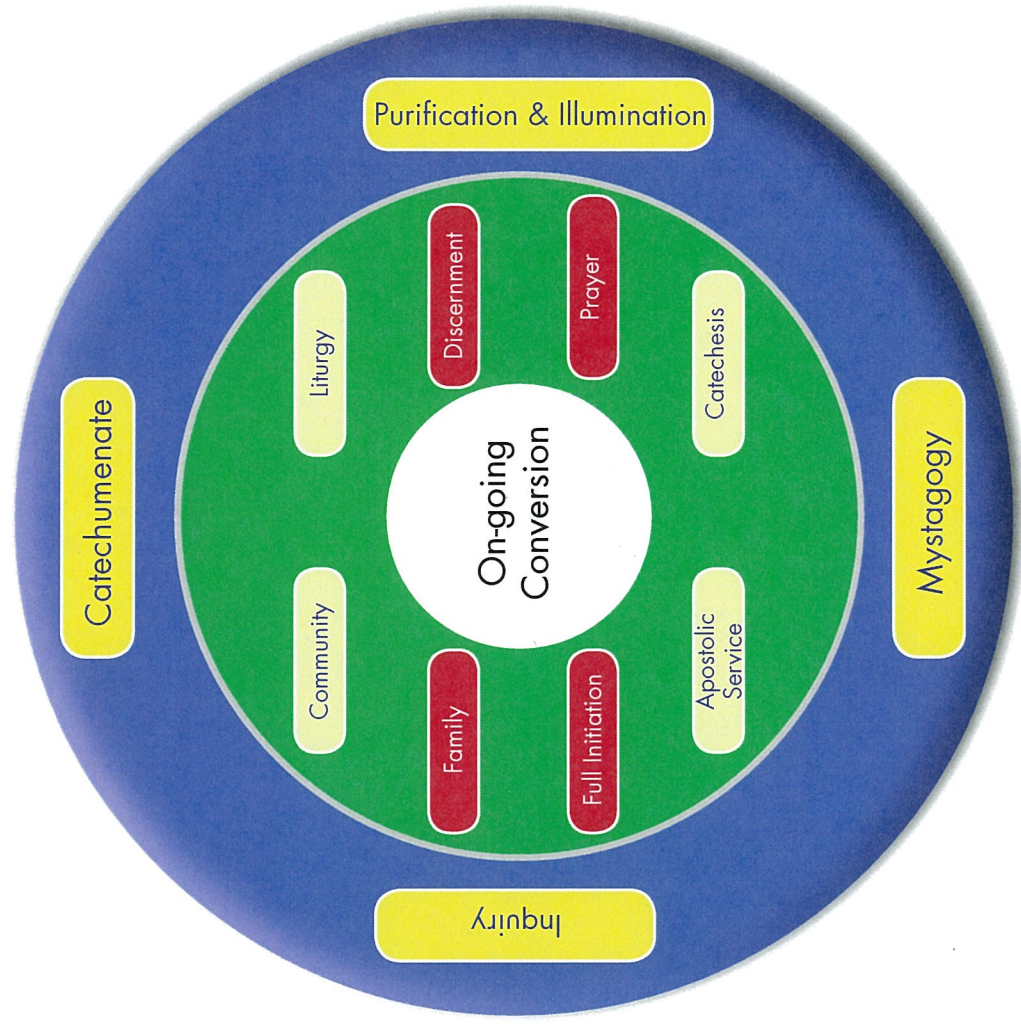 Inquiry
Full Initiation
Family
Apostolic
Service
Community
Mystagogy
On-going
Conversion
Catechumenate
Catechesis
Liturgy
Prayer
Discernment
Purification & Illumination